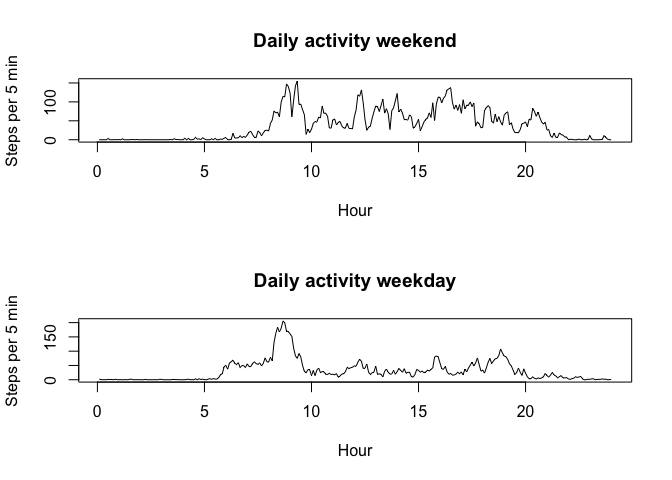 Daily activity weekend
Steps per 5 min
100
0
0 5 10 15 20
Hour
Daily activity weekday
Steps per 5 min
150
0
0 5 10 15 20
Hour